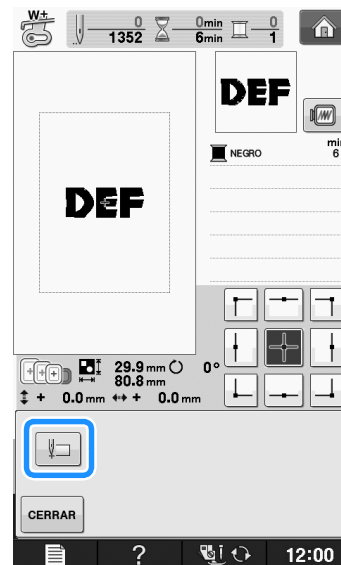 W+
0
1352
0min
6min
0
1
DEF
DEF
NEGRO
mi
6
29.9 mm
0°
80.8 mm
+ 0.0 mm + 0.0 mm
CERRAR
?
12:00